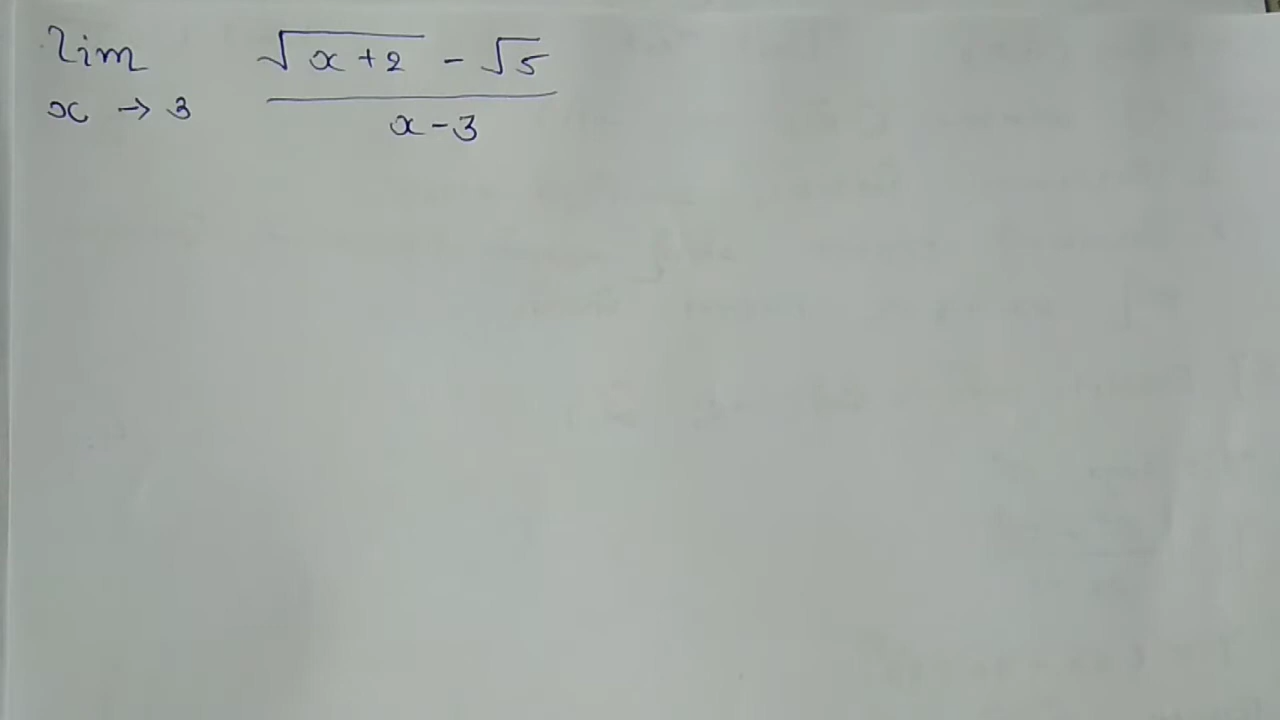 lim √(x+2) - √5
x → 3 x-3